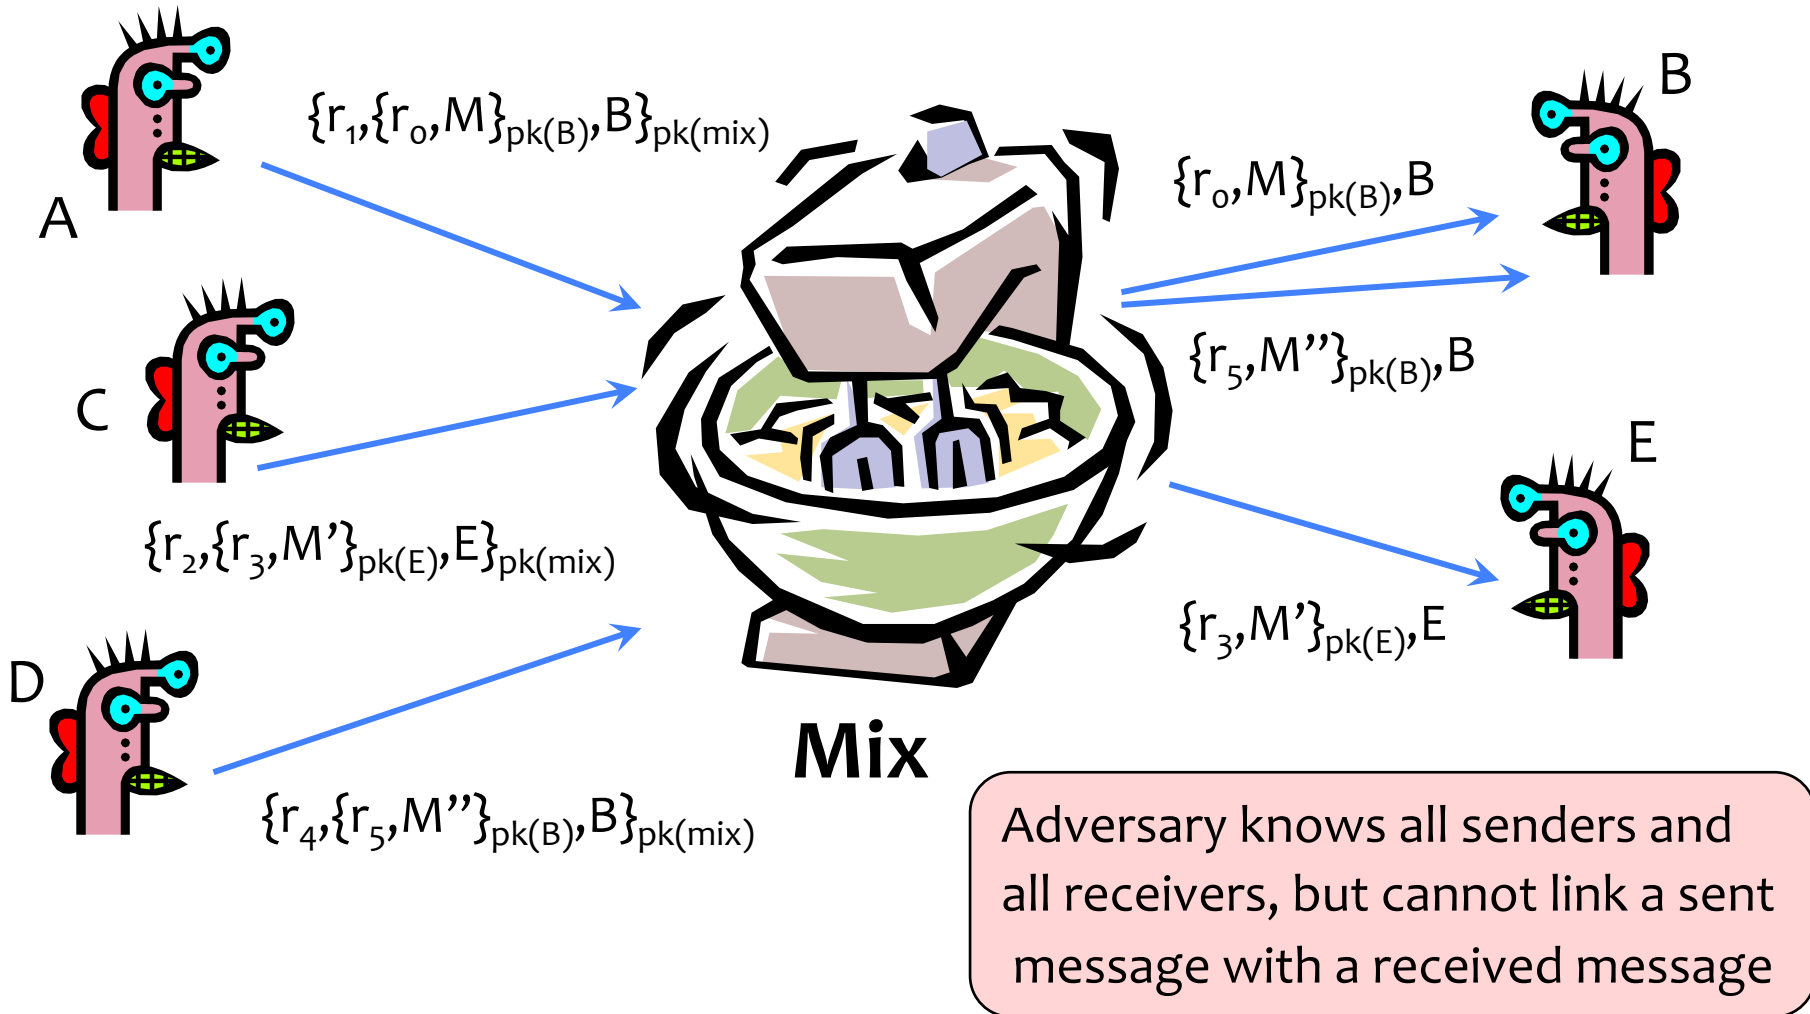 A
{r₁,{r₀,M}pk(B),B}pk(mix)
C
{r₂,{r₃,M’}pk(E),E}pk(mix)
D
{r₄,{r₅,M’’}pk(B),B}pk(mix)
Mix
B
{r₀,M}pk(B),B
{r₅,M’’}pk(B),B
E
{r₃,M’}pk(E),E
Adversary knows all senders and
all receivers, but cannot link a sent
message with a received message